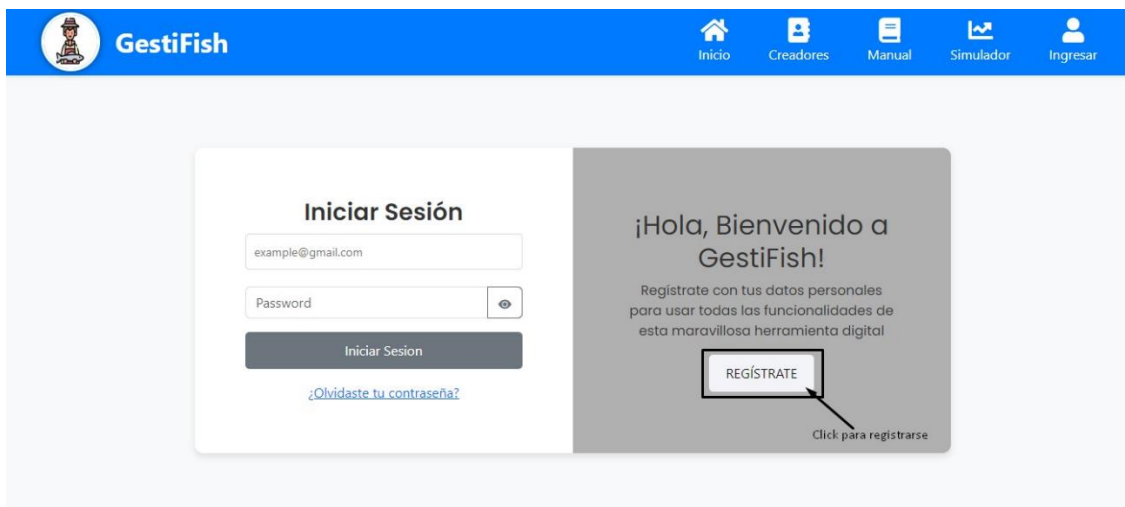 GestiFish
Inicio
Creadores
Manual
Simulador
Ingresar
Iniciar Sesión
example@gmail.com
Password
Iniciar Sesion
¿Olvidaste tu contraseña?
¡Hola, Bienvenido a
GestiFish!
Registrate con tus datos personales
para usar todas las funcionalidades de
esta maravillosa herramienta digital
REGÍSTRATE
Click para registrarse